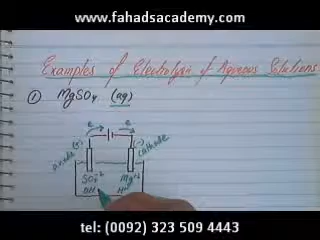 www.fahadsacademy.com
Examples of Electrolysis of Aqueous Solutions
① MgSO4 (aq)
e e
anode (+) (-) cathode
SO4-2 Mg+2
OH- H+
tel: (0092) 323 509 4443